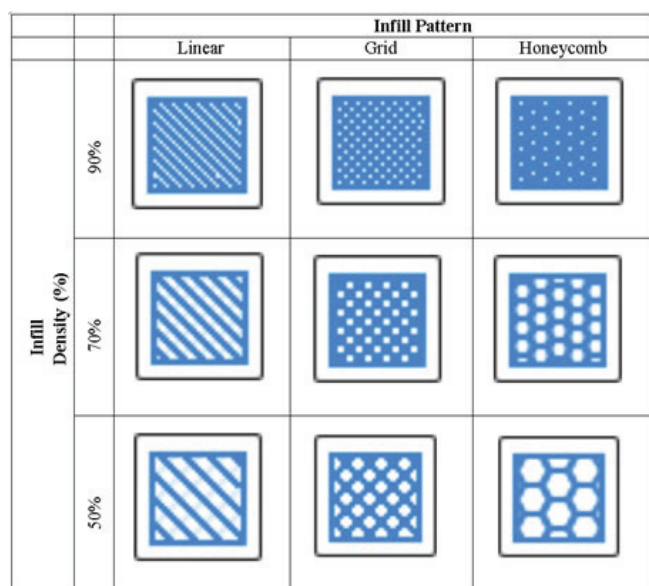 Infill Pattern
Linear Grid Honeycomb
Infill
Density (%)
90%
70%
50%